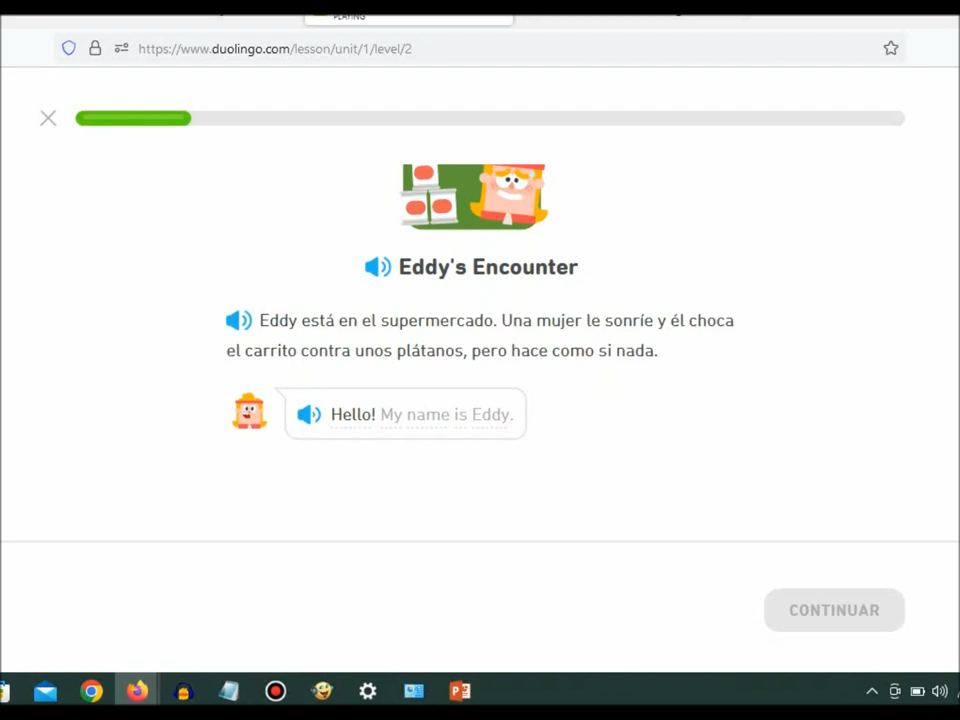 PLAYING
https://www.duolingo.com/lesson/unit/1/level/2
Eddy's Encounter
Eddy está en el supermercado. Una mujer le sonríe y él choca
el carrito contra unos plátanos, pero hace como si nada.
Hello! My name is Eddy.
CONTINUAR